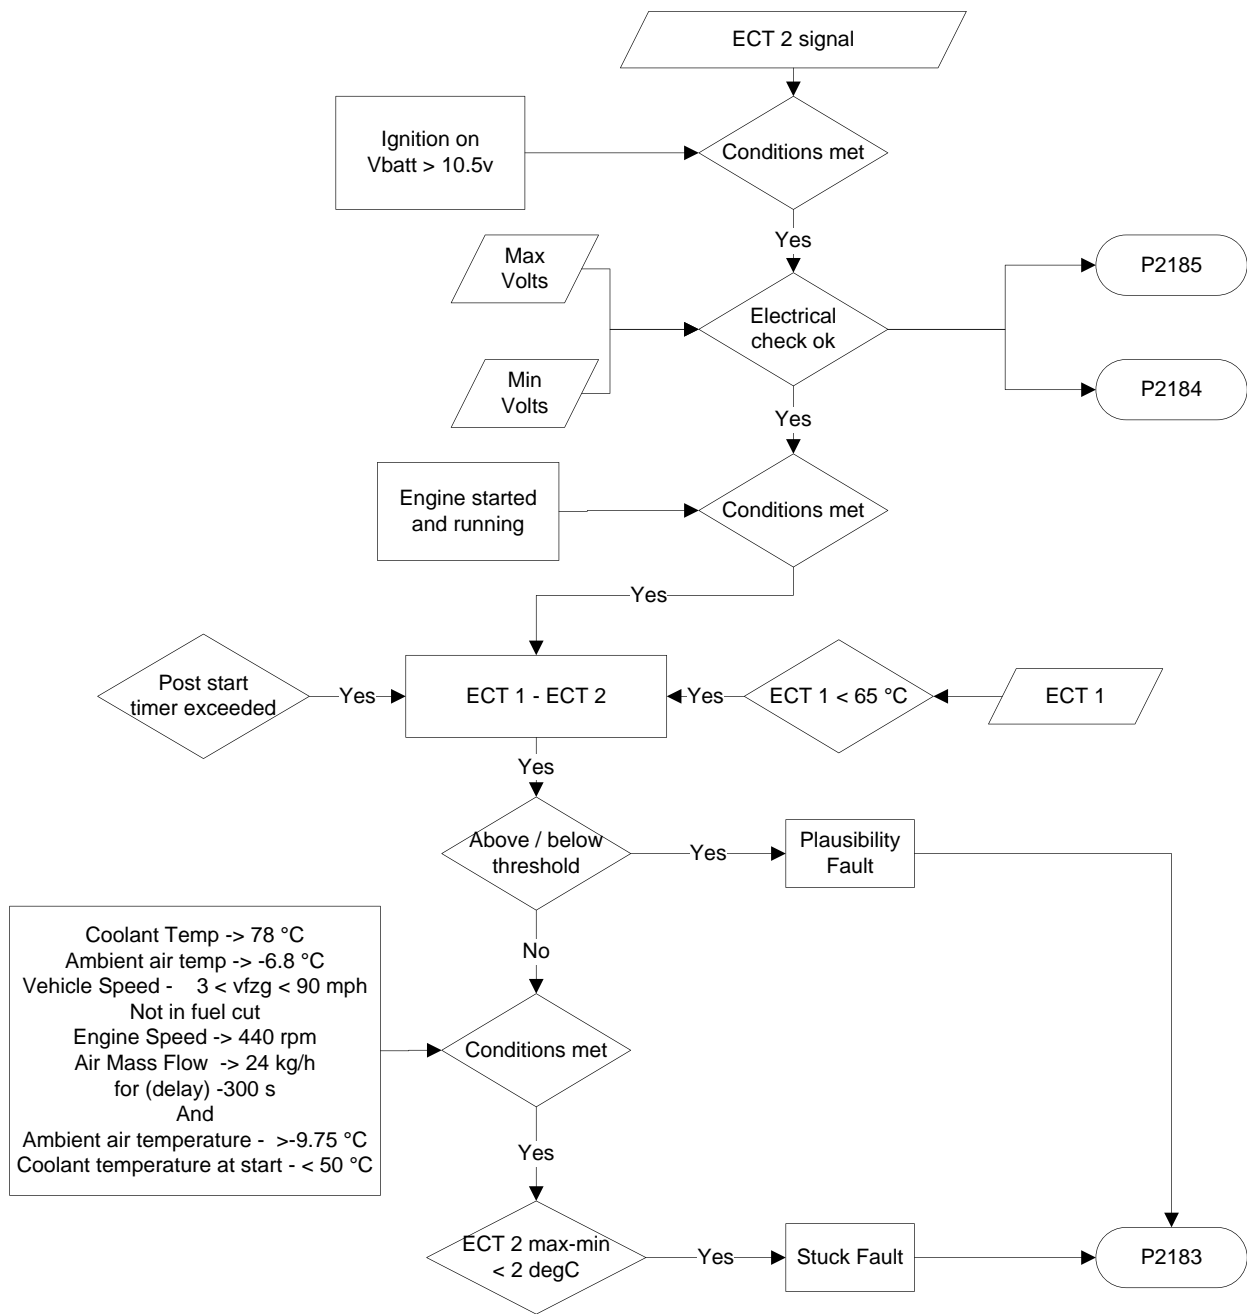 ECT 2 signal
Ignition on
Vbatt > 10.5v
Conditions met
Yes
Max
Volts
Min
Volts
Electrical
check ok
P2185
P2184
Yes
Engine started
and running
Conditions met
Yes
Post start
timer exceeded
Yes
ECT 1 - ECT 2
Yes
ECT 1 < 65 °C
ECT 1
Yes
Above / below
threshold
Yes
Plausibility
Fault
No
Coolant Temp -> 78 °C
Ambient air temp -> -6.8 °C
Vehicle Speed - 3 < vfzg < 90 mph
Not in fuel cut
Engine Speed -> 440 rpm
Air Mass Flow -> 24 kg/h
for (delay) -300 s
And
Ambient air temperature - >-9.75 °C
Coolant temperature at start - < 50 °C
Conditions met
Yes
ECT 2 max-min
< 2 degC
Yes
Stuck Fault
P2183